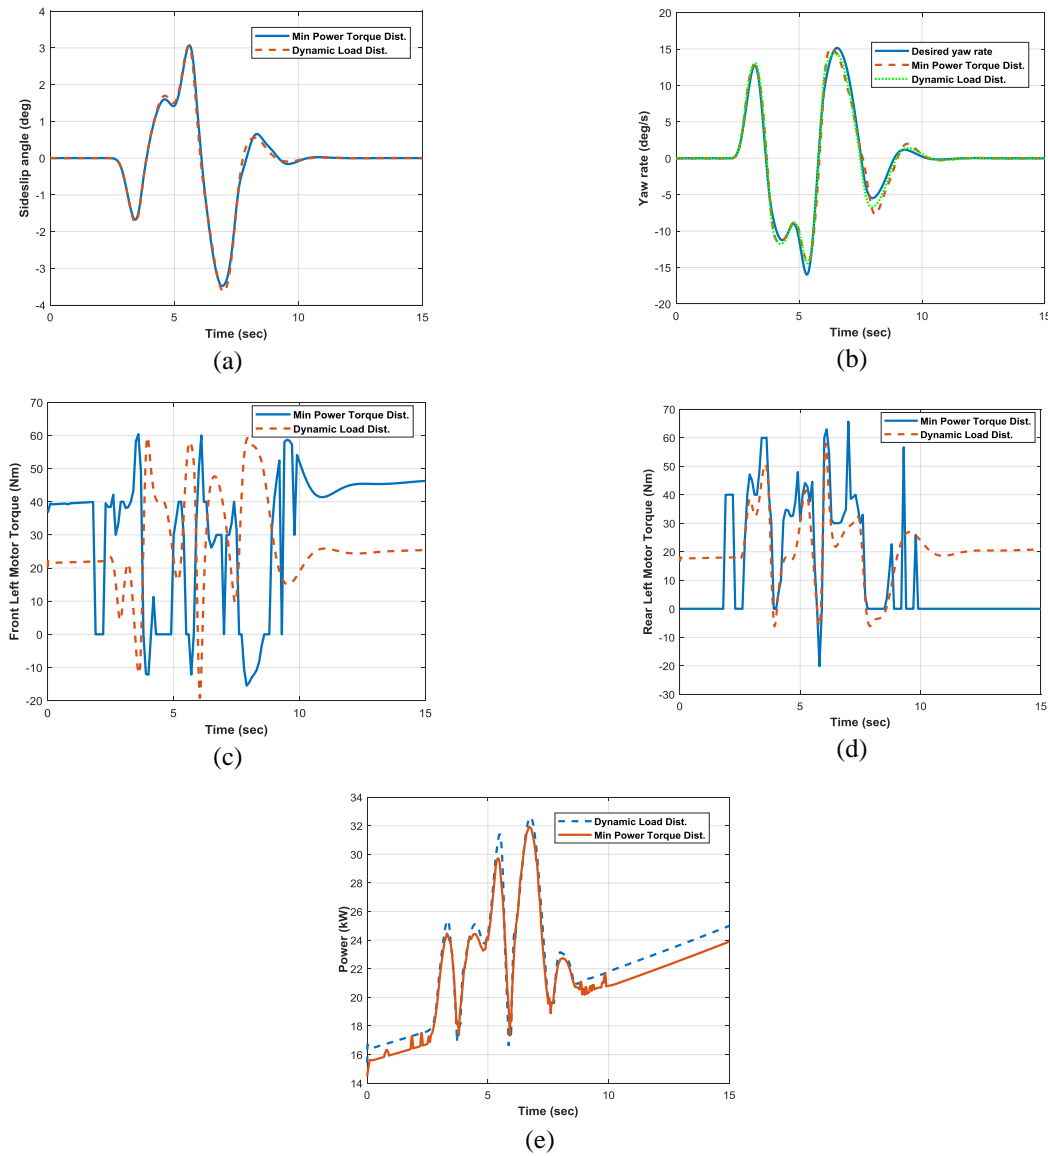 4
3
2
1
0
-1
-2
-3
-4
Sideslip angle (deg)
Min Power Torque Dist.
Dynamic Load Dist.
0 5 10 15
Time (sec)
(a)
20
15
10
5
0
-5
-10
-15
-20
Yaw rate (deg/s)
Desired yaw rate
Min Power Torque Dist.
Dynamic Load Dist.
0 5 10 15
Time (sec)
(b)
70
60
50
40
30
20
10
0
-10
-20
Front Left Motor Torque (Nm)
Min Power Torque Dist.
Dynamic Load Dist.
0 5 10 15
Time (sec)
(c)
70
60
50
40
30
20
10
0
-10
-20
-30
Rear Left Motor Torque (Nm)
Min Power Torque Dist.
Dynamic Load Dist.
0 5 10 15
Time (sec)
(d)
34
32
30
28
26
24
22
20
18
16
14
Power (kW)
Dynamic Load Dist.
Min Power Torque Dist.
0 5 10 15
Time (sec)
(e)